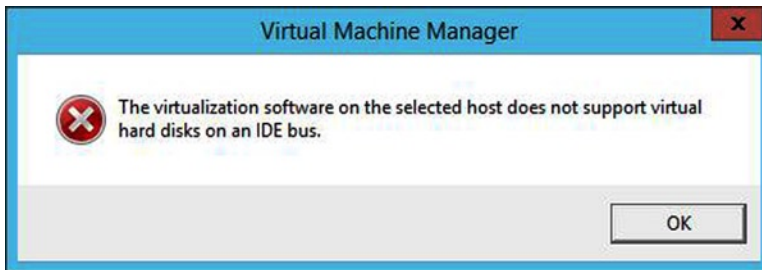 Virtual Machine Manager
x
The virtualization software on the selected host does not support virtual
hard disks on an IDE bus.
OK